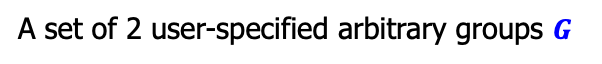 A set of 2 user-specified arbitrary groups G